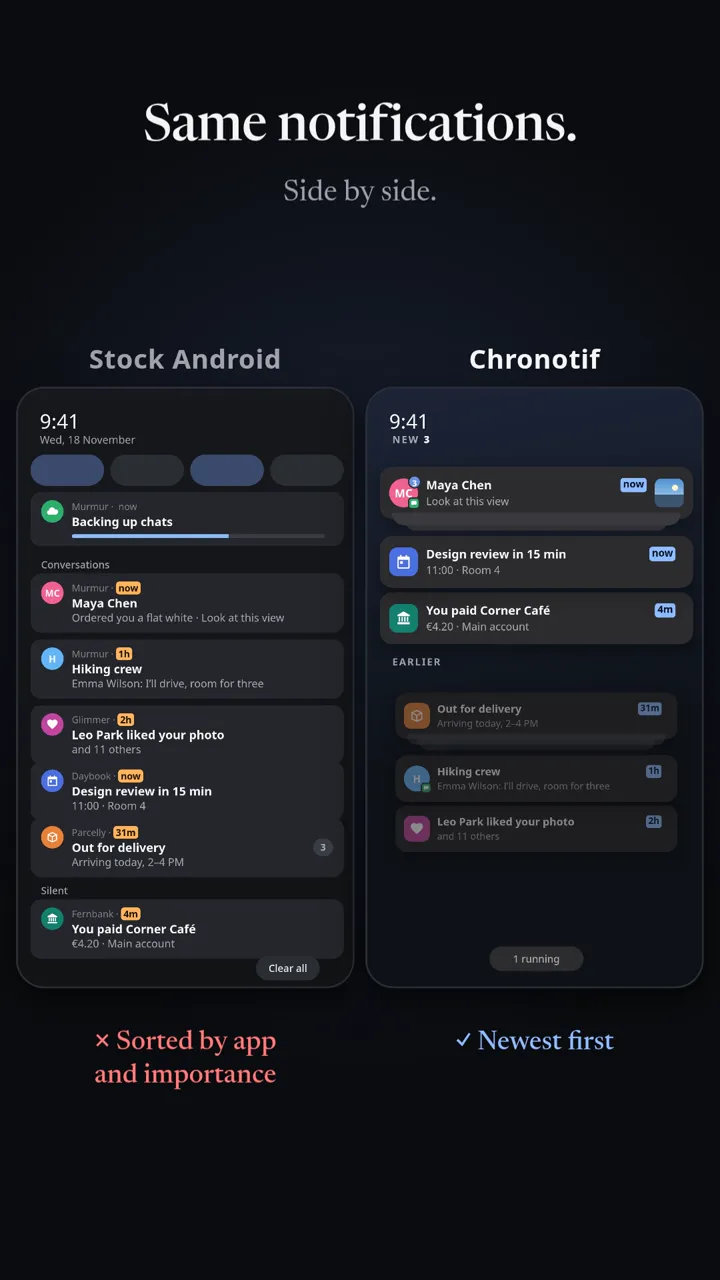 Same notifications.
Side by side.
Stock Android
9:41
Wed, 18 November
Murmur · now
Backing up chats
Conversations
MC
Murmur · now
Maya Chen
Ordered you a flat white · Look at this view
H
Murmur · 1h
Hiking crew
Emma Wilson: I'll drive, room for three
Glimmer · 2h
Leo Park liked your photo
and 11 others
Daybook · now
Design review in 15 min
11:00 · Room 4
Parcelly · 31m
Out for delivery
Arriving today, 2–4 PM
3
Silent
Fernbank · 4m
You paid Corner Café
€4.20 · Main account
Clear all
× Sorted by app
and importance
Chronotif
9:41
NEW 3
MC
3
Maya Chen
now
Look at this view
Design review in 15 min
now
11:00 · Room 4
You paid Corner Café
4m
€4.20 · Main account
EARLIER
Out for delivery
31m
Arriving today, 2–4 PM
H
Hiking crew
1h
Emma Wilson: I'll drive, room for three
Leo Park liked your photo
2h
and 11 others
1 running
✓ Newest first